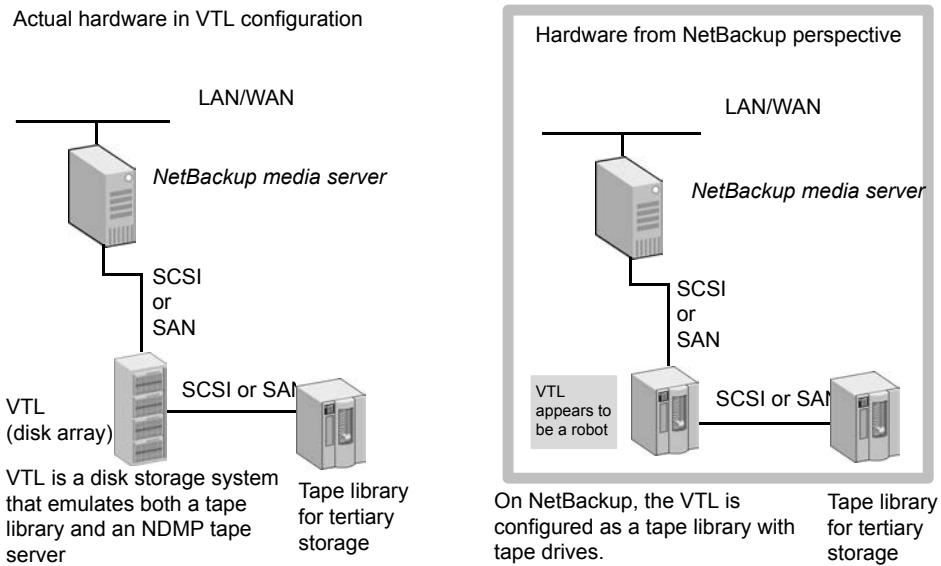 Actual hardware in VTL configuration
LAN/WAN
NetBackup media server
SCSI
or
SAN
SCSI or SAN
VTL
(disk array)
VTL is a disk storage system
that emulates both a tape
library and an NDMP tape
server
Tape library
for tertiary
storage
Hardware from NetBackup perspective
LAN/WAN
NetBackup media server
SCSI
or
SAN
VTL
appears to
be a robot
SCSI or SAN
On NetBackup, the VTL is
configured as a tape library with
tape drives.
Tape library
for tertiary
storage